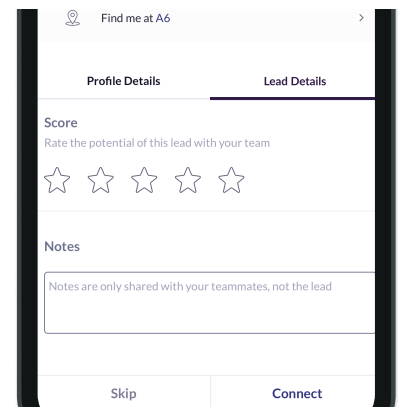 Find me at A6
Profile Details
Lead Details
Score
Rate the potential of this lead with your team
Notes
Notes are only shared with your teammates, not the lead
Skip
Connect